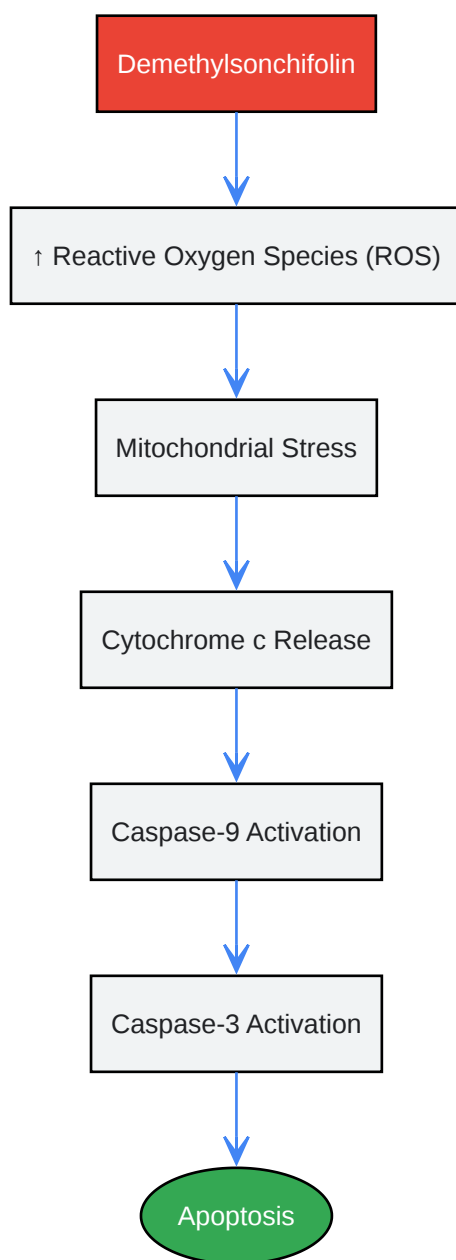 Demethylsonchifolin
↑ Reactive Oxygen Species (ROS)
Mitochondrial Stress
Cytochrome c Release
Caspase-9 Activation
Caspase-3 Activation
Apoptosis